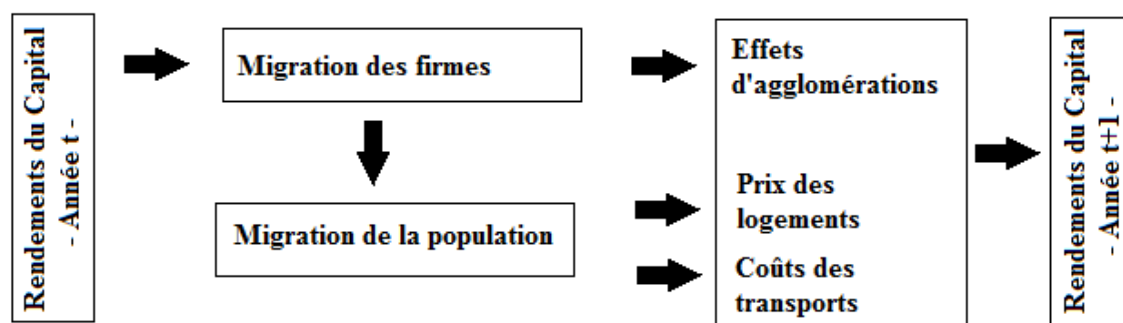 Rendements du Capital
- Année t -
Migration des firmes
Migration de la population
Effets
d'agglomérations
Prix des
logements
Coûts des
transports
Rendements du Capital
- Année t+1 -